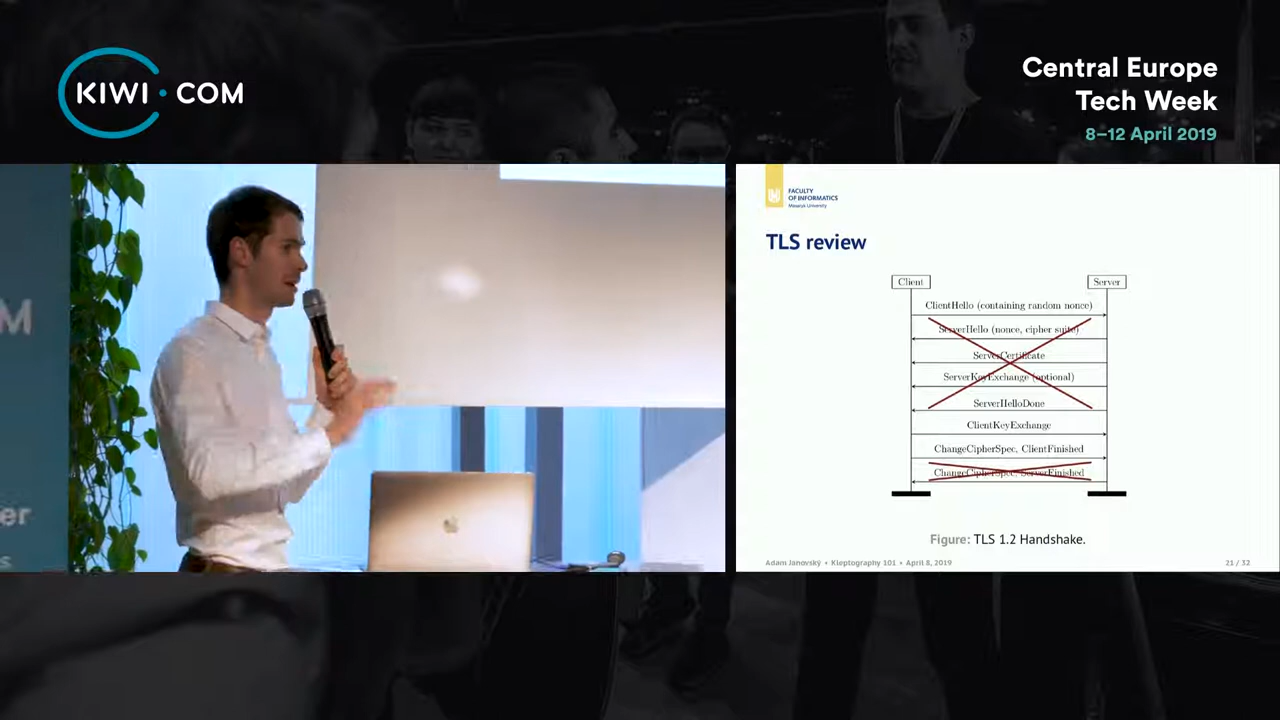 KIWI.COM
Central Europe
Tech Week
8–12 April 2019
M
er
s
FACULTY
OF INFORMATICS
Masaryk University
TLS review
Client
Server
ClientHello (containing random nonce)
ServerHello (nonce, cipher suite)
ServerCertificate
ServerKeyExchange (optional)
ServerHelloDone
ClientKeyExchange
ChangeCipherSpec, ClientFinished
ChangeCipherSpec, ServerFinished
Figure: TLS 1.2 Handshake.
Adam Janovský • Kleptography 101 • April 8, 2019
21 / 32